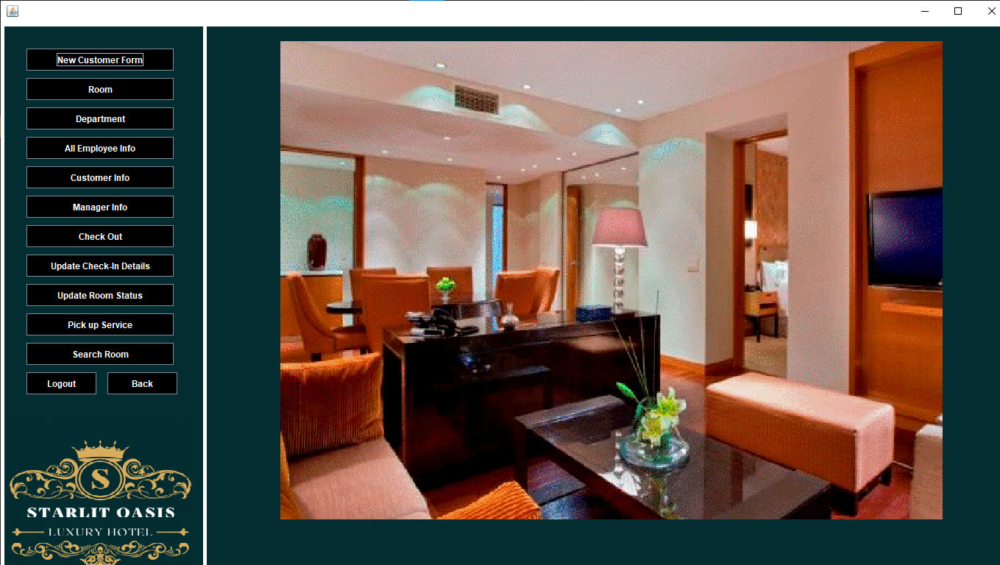 New Customer Form
Room
Department
All Employee Info
Customer Info
Manager Info
Check Out
Update Check-In Details
Update Room Status
Pick up Service
Search Room
Logout Back
S
STARLIT OASIS
LUXURY HOTEL